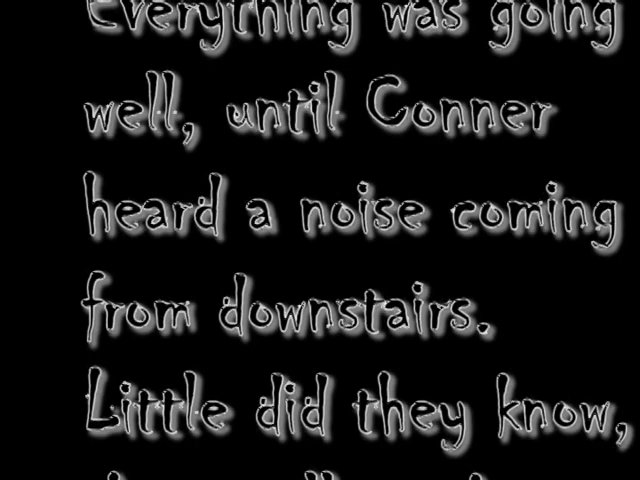 Everything was going
well, until Conner
heard a noise coming
from downstairs.
Little did they know,